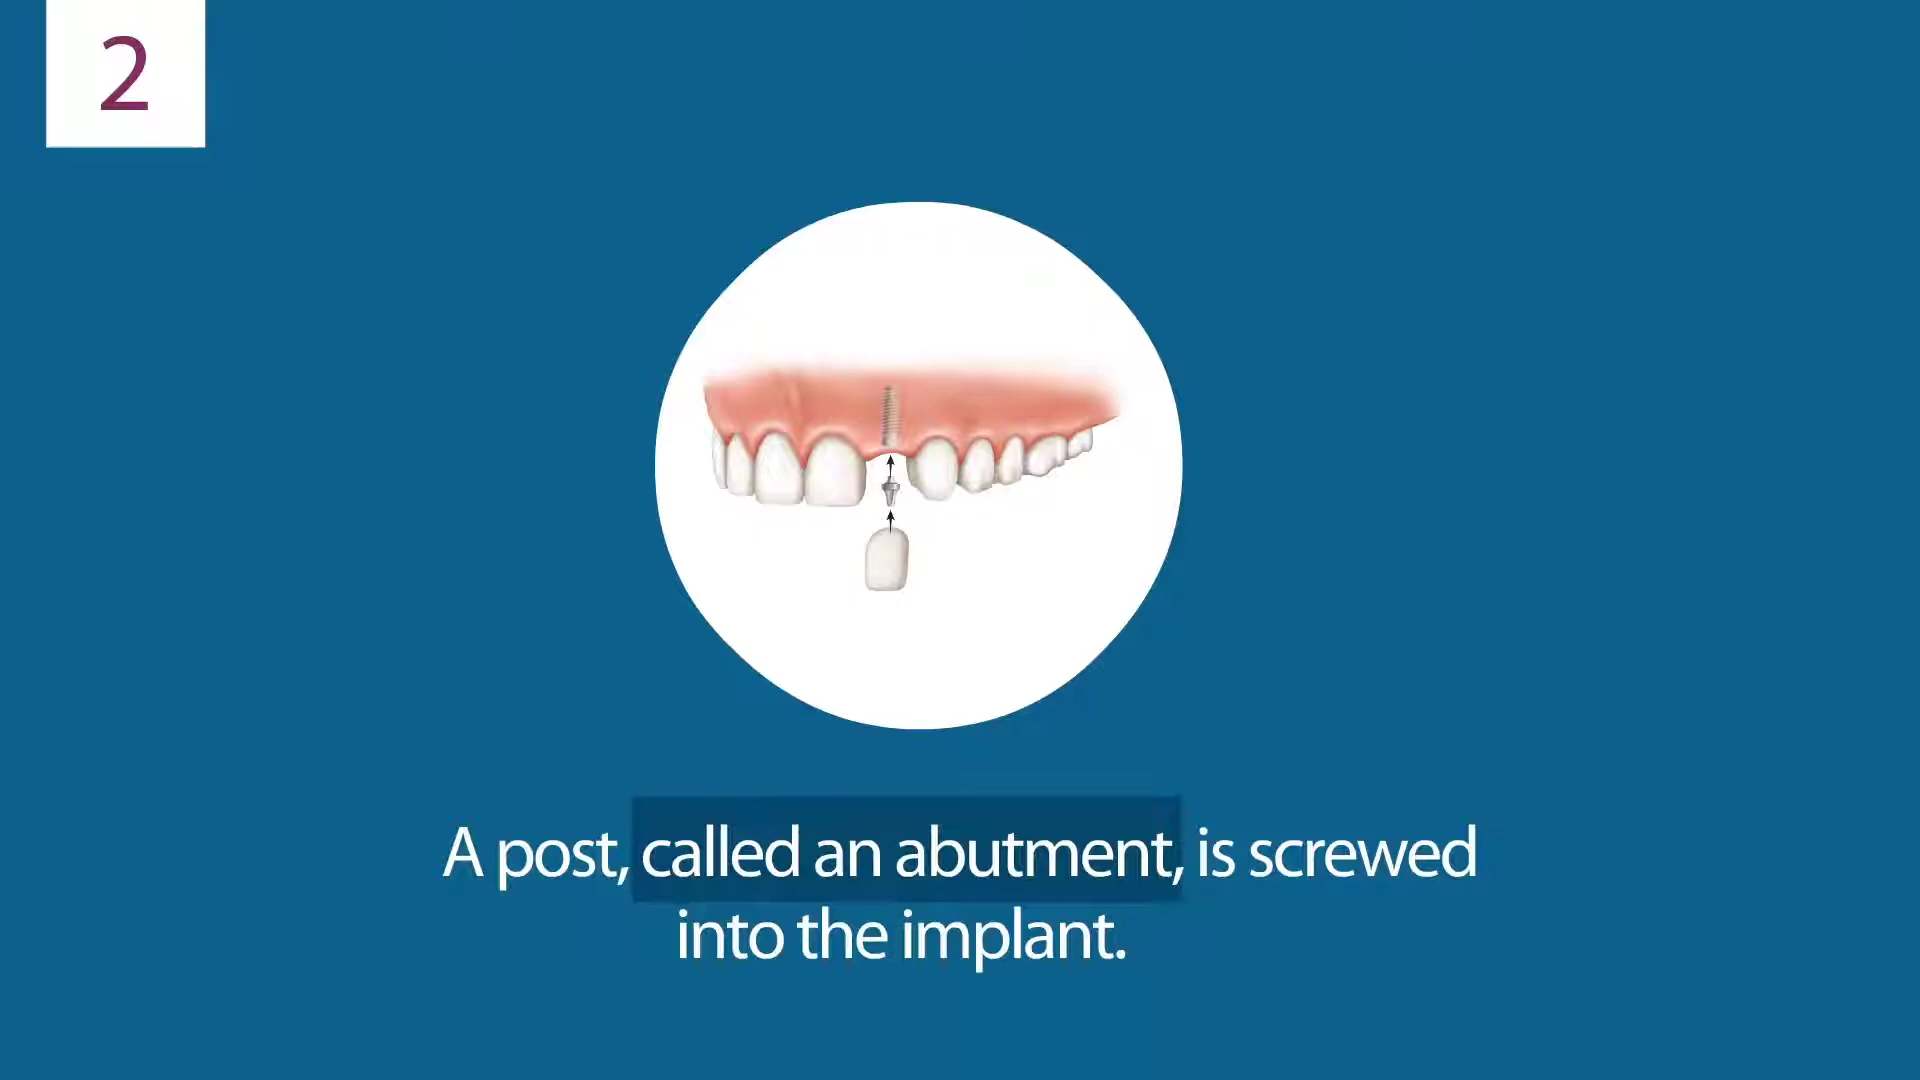 2
A post, called an abutment, is screwed
into the implant.